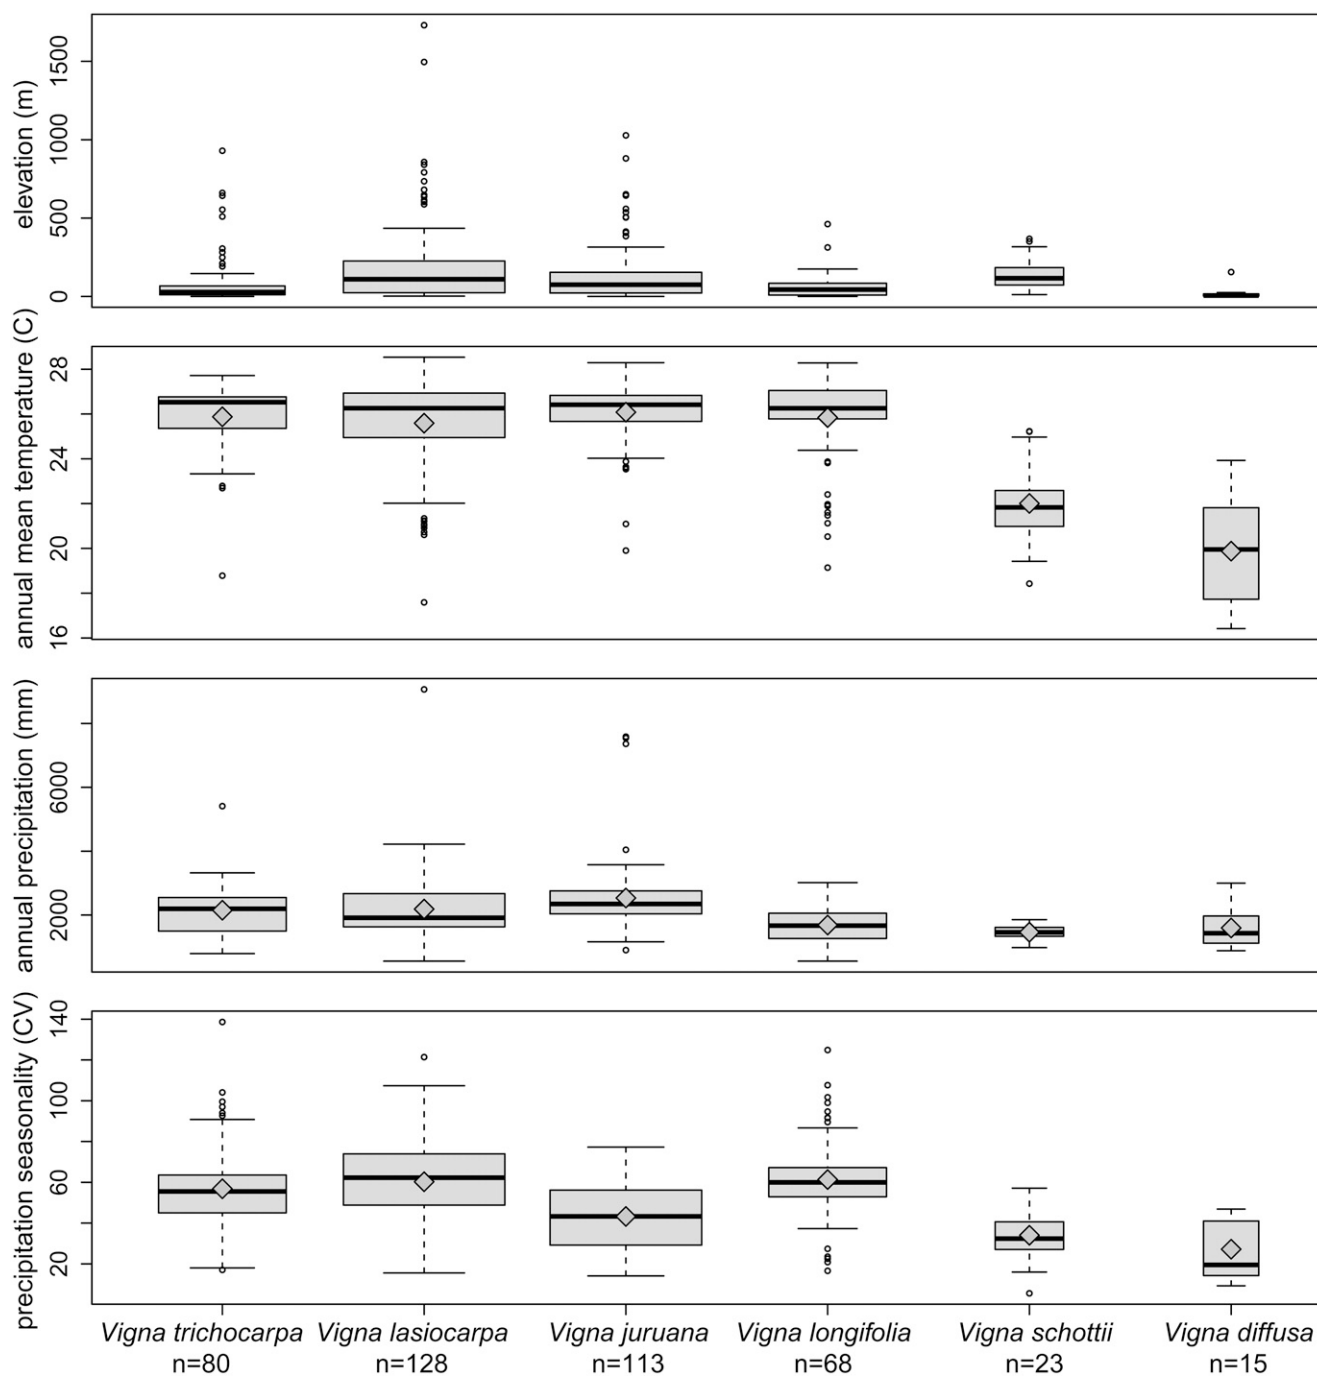 elevation (m)
1500
1000
500
0
annual mean temperature (C)
28
24
20
16
annual precipitation (mm)
6000
2000
precipitation seasonality (CV)
140
100
60
20
Vigna trichocarpa Vigna lasiocarpa Vigna juruana Vigna longifolia Vigna schottii Vigna diffusa
n=80 n=128 n=113 n=68 n=23 n=15